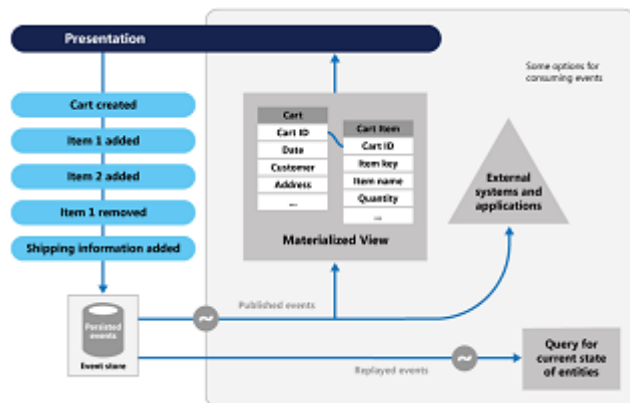 Presentation
Some options for
consuming events
Cart created
Item 1 added
Item 2 added
Item 1 removed
Shipping information added
Cart
Cart ID
Date
Customer
Address
...
Cart Item
Cart ID
Item key
Item name
Quantity
...
Materialized View
External
systems and
applications
Published events
Persisted
events
Event store
Replayed events
Query for
current state
of entities